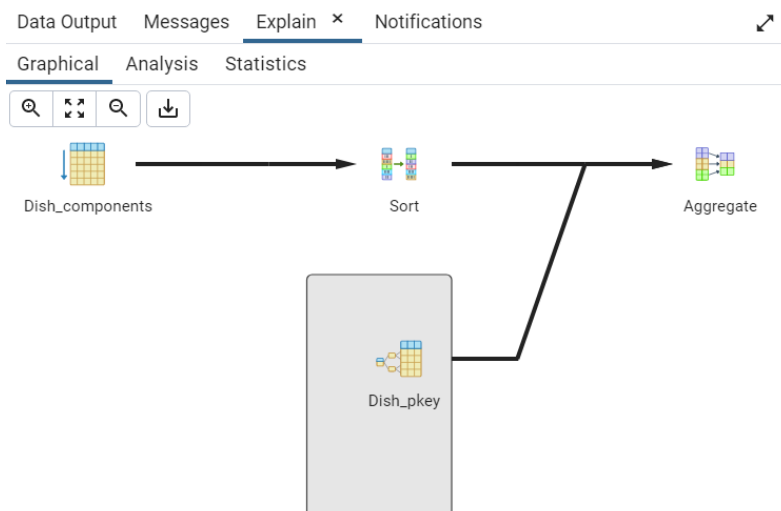 Data Output Messages Explain × Notifications
Graphical Analysis Statistics
Dish_components
Sort
Aggregate
Dish_pkey